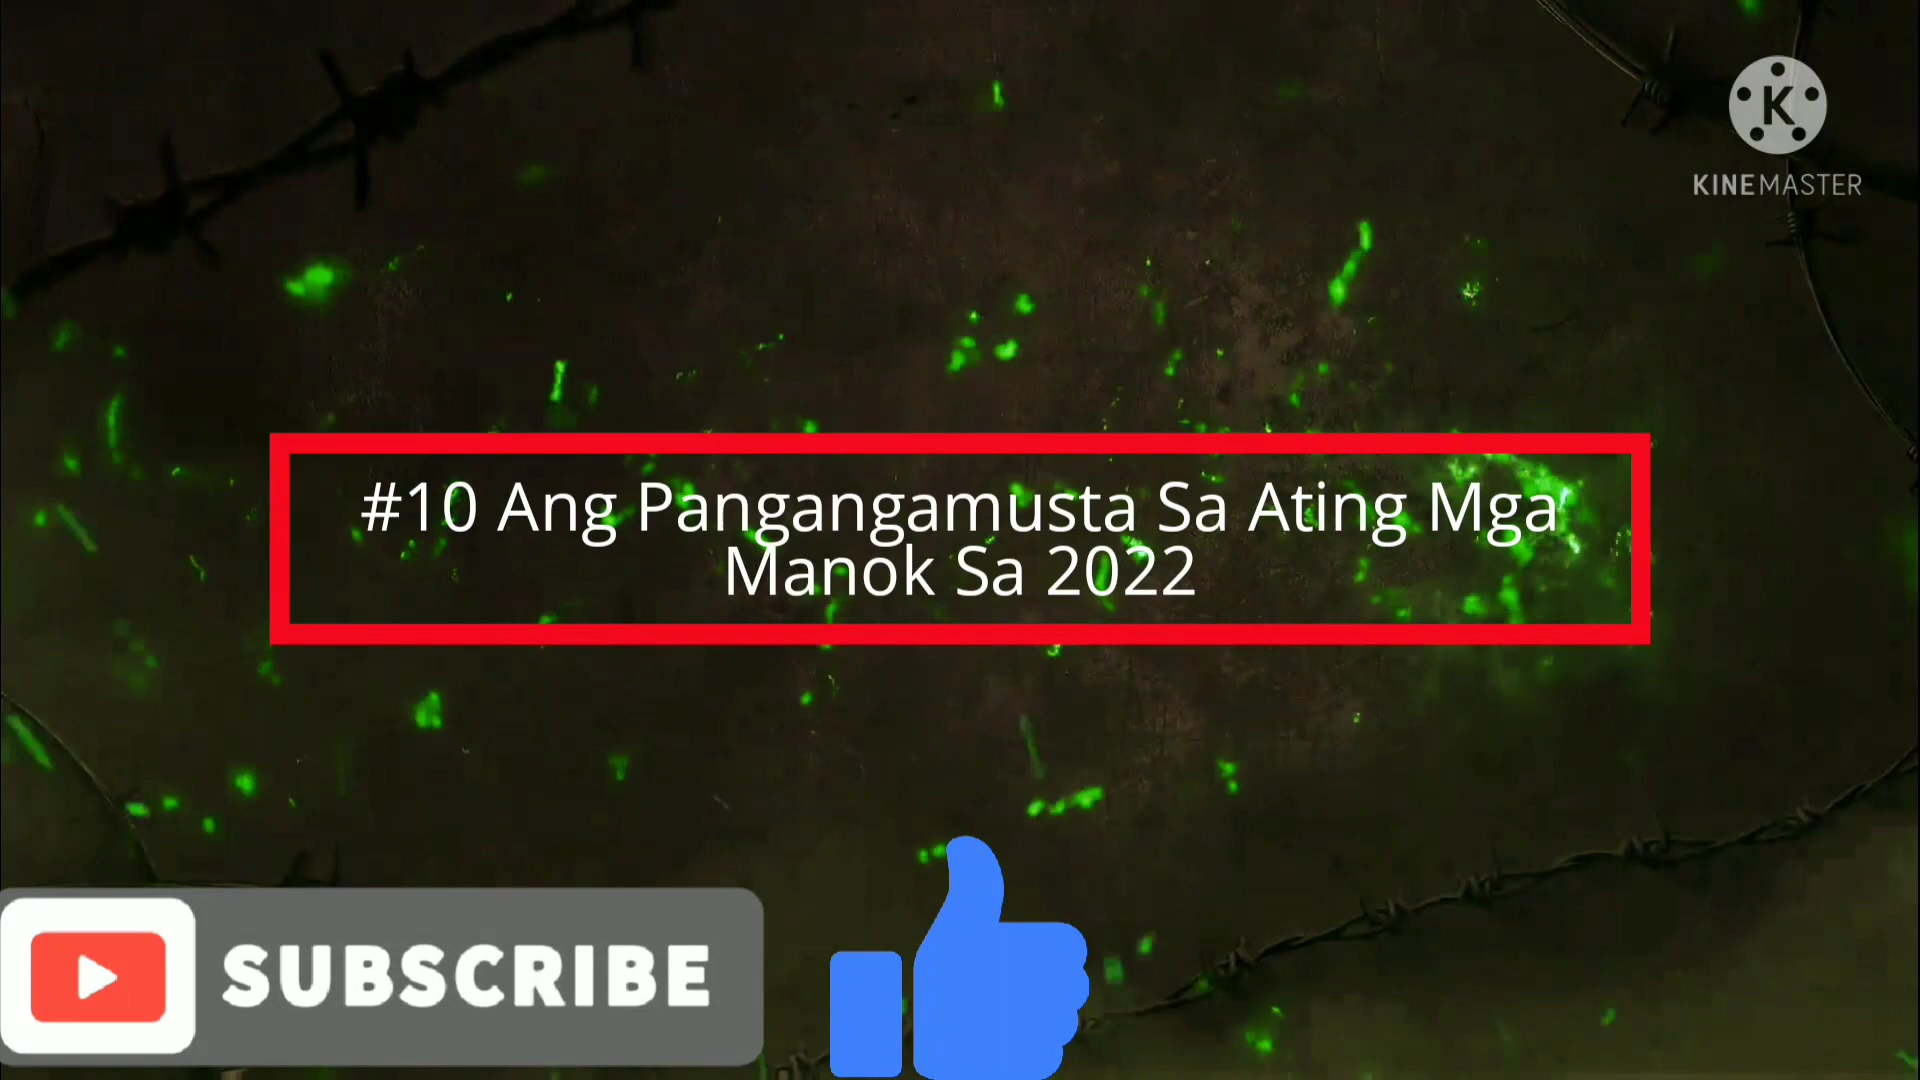 K
KINEMASTER
#10 Ang Pangangamusta Sa Ating Mga
Manok Sa 2022
SUBSCRIBE